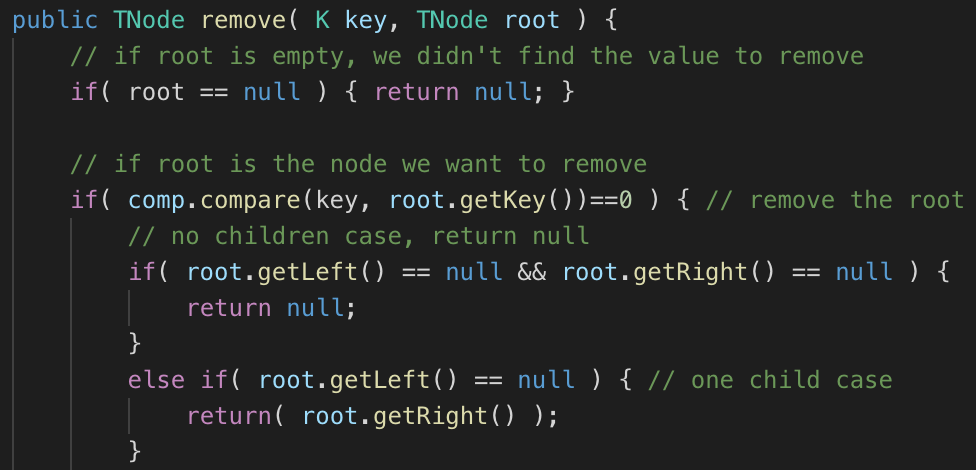 public TNode remove( K key, TNode root ) {
// if root is empty, we didn't find the value to remove
if( root == null ) { return null; }
// if root is the node we want to remove
if( comp.compare(key, root.getKey())==0 ) { // remove the root
// no children case, return null
if( root.getLeft() == null && root.getRight() == null ) {
return null;
}
else if( root.getLeft() == null ) { // one child case
return( root.getRight() );
}